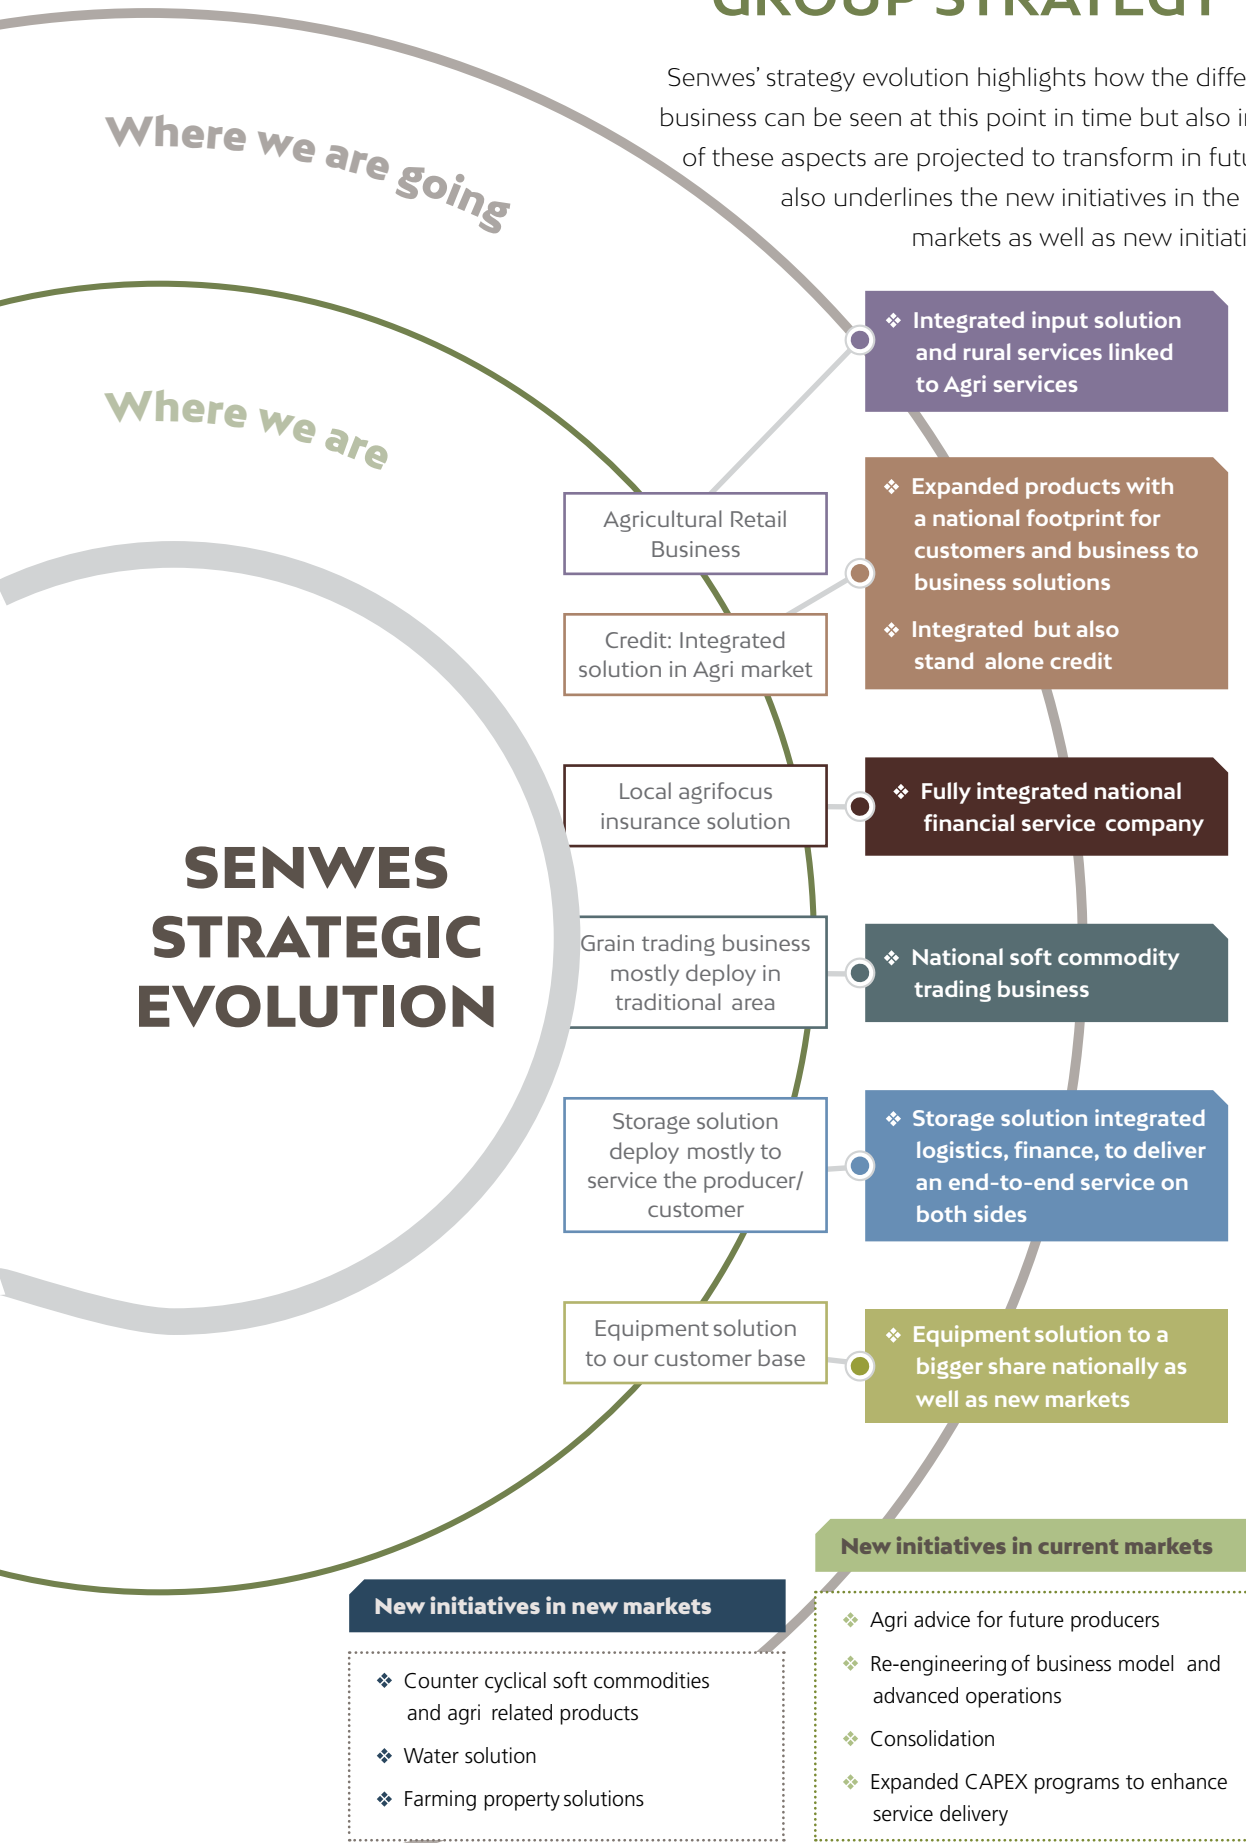 GROUP STRATEGY
Senwes’ strategy evolution highlights how the
business can be seen at this point in time but also
of these aspects are projected to transform in
also underlines the new initiatives in the
markets as well as new
Where we are going
Where we are
SENWES
STRATEGIC
EVOLUTION
Agricultural Retail
Business
❖ Integrated input solution
and rural services linked
to Agri services
Credit: Integrated
solution in Agri market
❖ Expanded products with
a national footprint for
customers and business to
business solutions
❖ Integrated but also
stand alone credit
Local agrifocus
insurance solution
❖ Fully integrated national
financial service company
Grain trading business
mostly deploy in
traditional area
❖ National soft commodity
trading business
Storage solution
deploy mostly to
service the producer/
customer
❖ Storage solution integrated
logistics, finance, to deliver
an end-to-end service on
both sides
Equipment solution
to our customer base
❖ Equipment solution to a
bigger share nationally as
well as new markets
New initiatives in new markets
❖ Counter cyclical soft commodities
and agri related products
❖ Water solution
❖ Farming property solutions
New initiatives in current markets
❖ Agri advice for future producers
❖ Re-engineering of business model and
advanced operations
❖ Consolidation
❖ Expanded CAPEX programs to enhance
service delivery